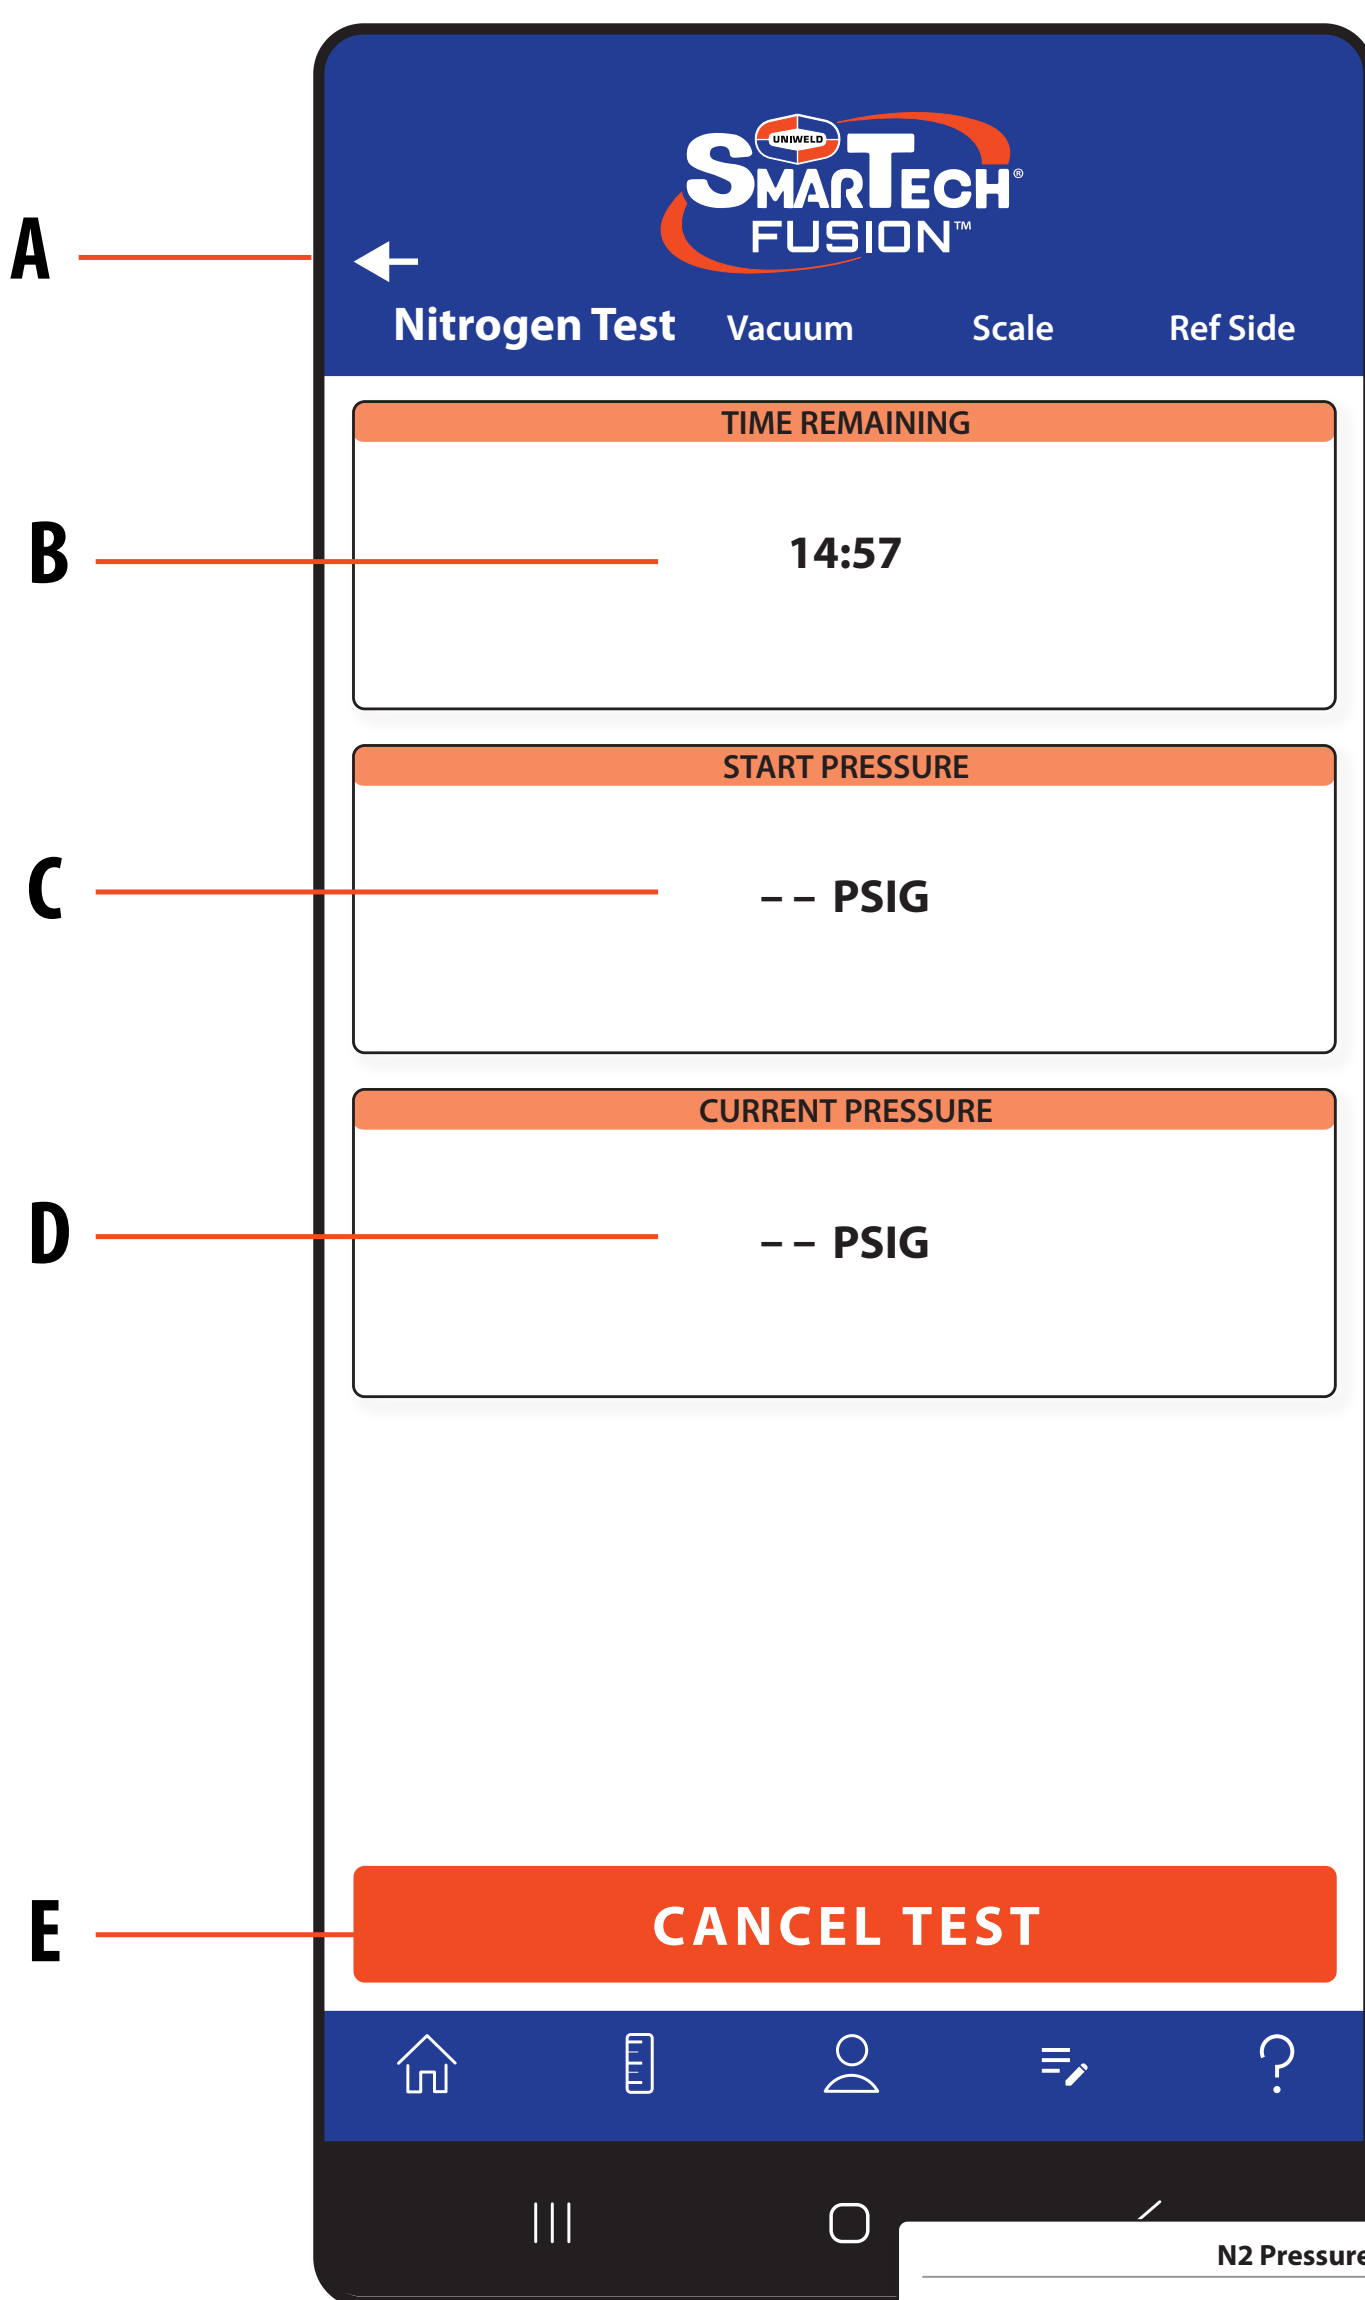 UNIWELD
SMARTECH®
FUSION™
A
Nitrogen Test Vacuum Scale Ref Side
TIME REMAINING
B
14:57
START PRESSURE
C
-- PSIG
CURRENT PRESSURE
D
-- PSIG
E
CANCEL TEST
N2 Pressure